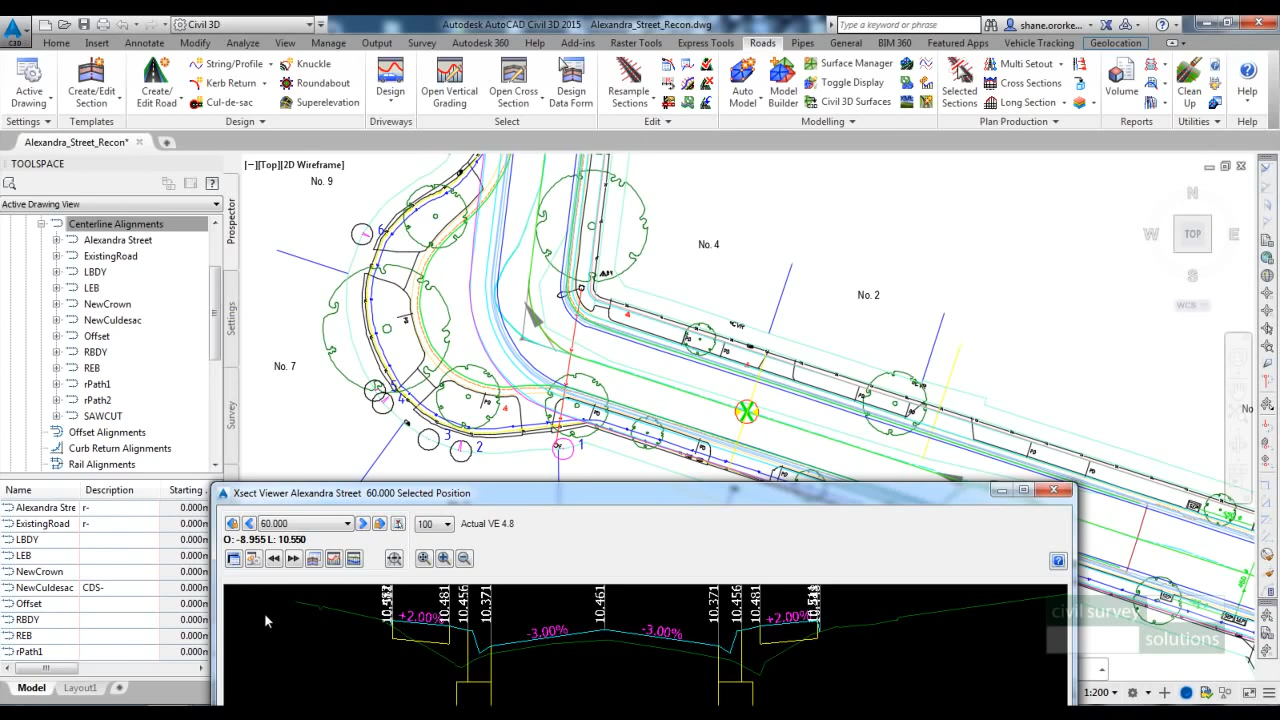 Civil 3D
Autodesk AutoCAD Civil 3D 2015 Alexandra_Street_Recon.dwg
Type a keyword or phrase
shane.ororke...
Home Insert Annotate Modify Analyze View Manage Output Survey Autodesk 360 Help Add-ins Raster Tools Express Tools Roads Pipes General BIM 360 Featured Apps Vehicle Tracking Geolocation
Active Drawing
Create/Edit Section
Create/ Edit Road
String/Profile
Kerb Return
Cul-de-sac
Knuckle
Roundabout
Superelevation
Design
Open Vertical Grading
Open Cross Section
Design Data Form
Resample Sections
Auto Model
Model Builder
Surface Manager
Toggle Display
Civil 3D Surfaces
Selected Sections
Multi Setout
Cross Sections
Long Section
Volume
Clean Up
Help
Settings Templates Design Driveways Select Edit Modelling Plan Production Reports Utilities Help
Alexandra_Street_Recon*
TOOLSPACE
[−][Top][2D Wireframe]
Active Drawing View
Centerline Alignments
Alexandra Street
ExistingRoad
LBDY
LEB
NewCrown
NewCuldesac
Offset
RBDY
REB
rPath1
rPath2
SAWCUT
Offset Alignments
Curb Return Alignments
Rail Alignments
Prospector
Settings
Survey
Name Description Starting
Alexandra Stre r- 0.000m
ExistingRoad r- 0.000m
LBDY 0.000m
LEB 0.000m
NewCrown 0.000m
NewCuldesac CDS- 0.000m
Offset 0.000m
RBDY 0.000m
REB 0.000m
rPath1 0.000m
Model Layout1
No. 9
No. 4
No. 2
No. 7
No
6
5
4
3
2
1
N
W TOP E
S
WCS
Xsect Viewer Alexandra Street 60.000 Selected Position
60.000
100
Actual VE 4.8
O: -8.955 L: 10.550
10.481
10.456
10.371
10.461
10.371
10.456
10.481
+2.00%
-3.00%
-3.00%
+2.00%
civil survey
solutions
1:200